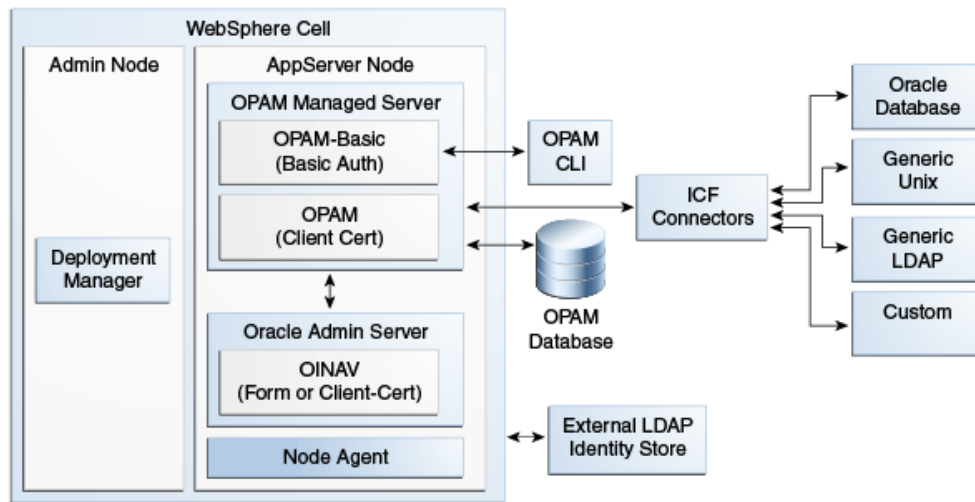 WebSphere Cell
Admin Node
Deployment
Manager
AppServer Node
OPAM Managed Server
OPAM-Basic
(Basic Auth)
OPAM
(Client Cert)
Oracle Admin Server
OINAV
(Form or Client-Cert)
Node Agent
OPAM
CLI
OPAM
Database
External LDAP
Identity Store
ICF
Connectors
Oracle
Database
Generic
Unix
Generic
LDAP
Custom